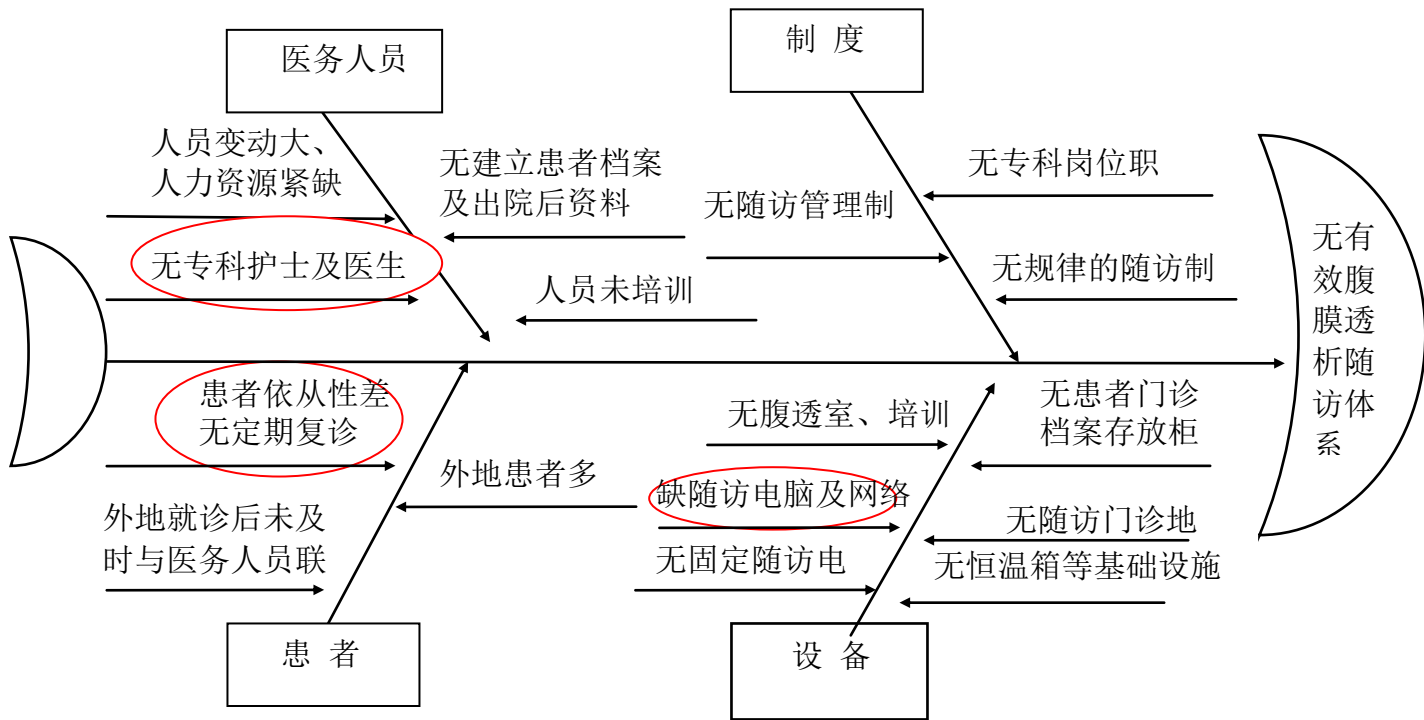 医务人员
制 度
人员变动大、
人力资源紧缺
无建立患者档案
及出院后资料
无专科护士及医生
人员未培训
无专科岗位职
无随访管理制
无规律的随访制
无有
效腹
膜透
析随
访体
系
患者依从性差
无定期复诊
外地患者多
外地就诊后未及
时与医务人员联
无腹透室、培训
无患者门诊
档案存放柜
缺随访电脑及网络
无随访门诊地
无固定随访电
无恒温箱等基础设施
患 者
设 备